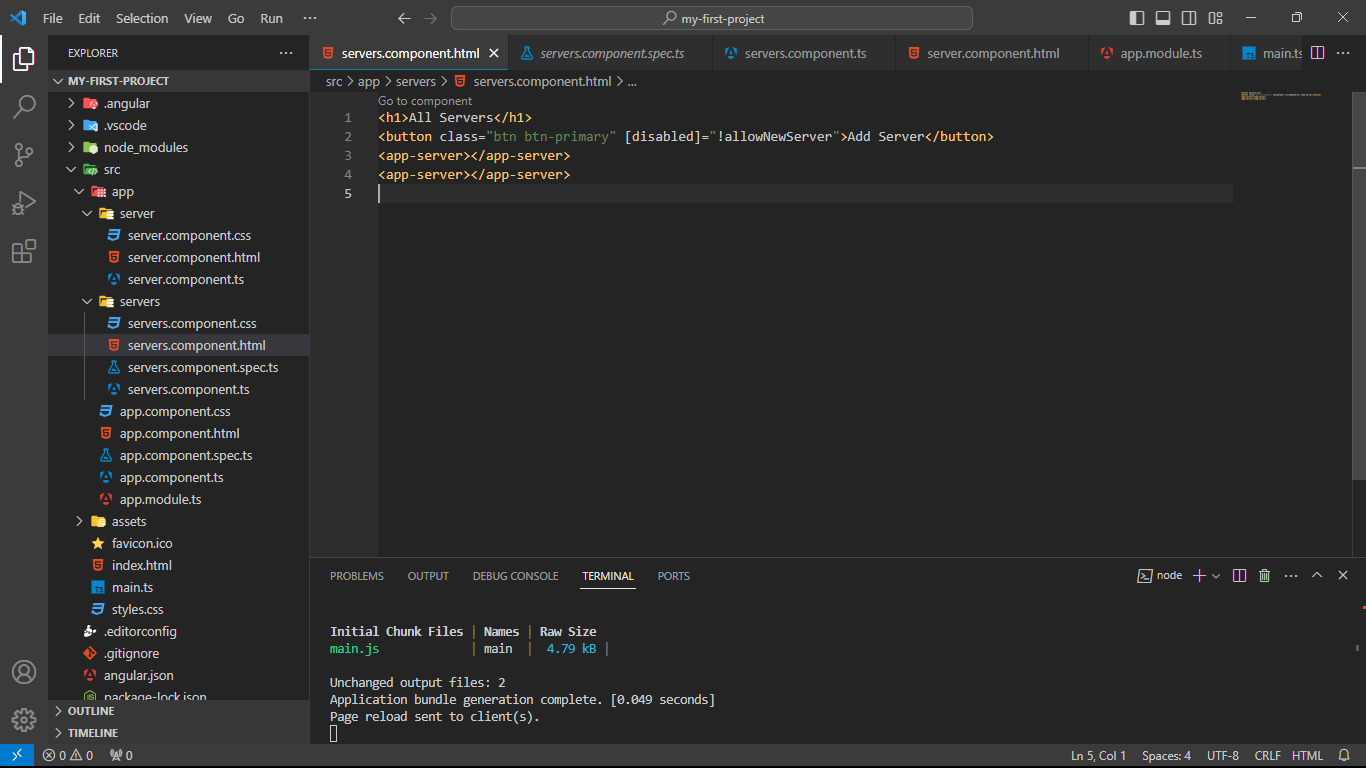 File Edit Selection View Go Run ··· my-first-project
EXPLORER ···
MY-FIRST-PROJECT
.angular
.vscode
node_modules
src
app
server
server.component.css
server.component.html
server.component.ts
servers
servers.component.css
servers.component.html
servers.component.spec.ts
servers.component.ts
app.component.css
app.component.html
app.component.spec.ts
app.component.ts
app.module.ts
assets
favicon.ico
index.html
TS main.ts
styles.css
.editorconfig
.gitignore
angular.json
package-lock.json
OUTLINE
TIMELINE
servers.component.html servers.component.spec.ts servers.component.ts server.component.html app.module.ts TS main.ts ···
src > app > servers > servers.component.html > ...
Go to component
1 <h1>All Servers</h1>
2 <button class="btn btn-primary" [disabled]="!allowNewServer">Add Server</button>
3 <app-server></app-server>
4 <app-server></app-server>
5
PROBLEMS OUTPUT DEBUG CONSOLE TERMINAL PORTS node ···
Initial Chunk Files | Names | Raw Size
main.js | main | 4.79 kB |
Unchanged output files: 2
Application bundle generation complete. [0.049 seconds]
Page reload sent to client(s).
0 0 0 Ln 5, Col 1 Spaces: 4 UTF-8 CRLF HTML